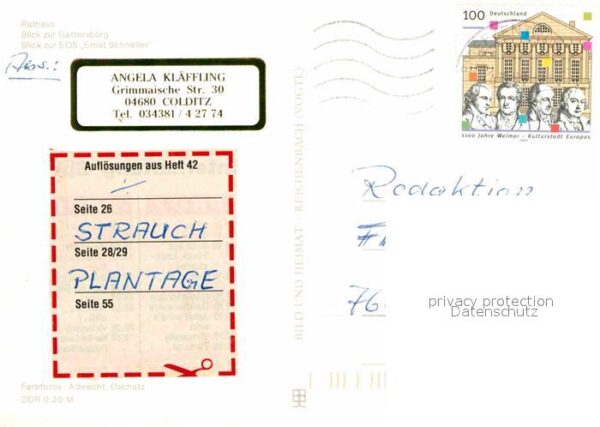 Rathaus
Blick zur Gattersburg
Blick zur EOS „Ernst Schneller“
Abs.:
ANGELA KLÄFFLING
Grimmaische Str. 30
04680 COLDITZ
Tel. 034381 / 4 27 74
Auflösungen aus Heft 42
Seite 26
STRAUCH
Seite 28/29
PLANTAGE
Seite 55
Farbfotos: Albrecht, Oschatz
DDR 0,20 M
BILD UND HEIMAT · REICHENBACH (VOGTL)
100 Deutschland
1100 Jahre Weimar - Kulturstadt Europas
Redaktion
76
privacy protection
Datenschutz